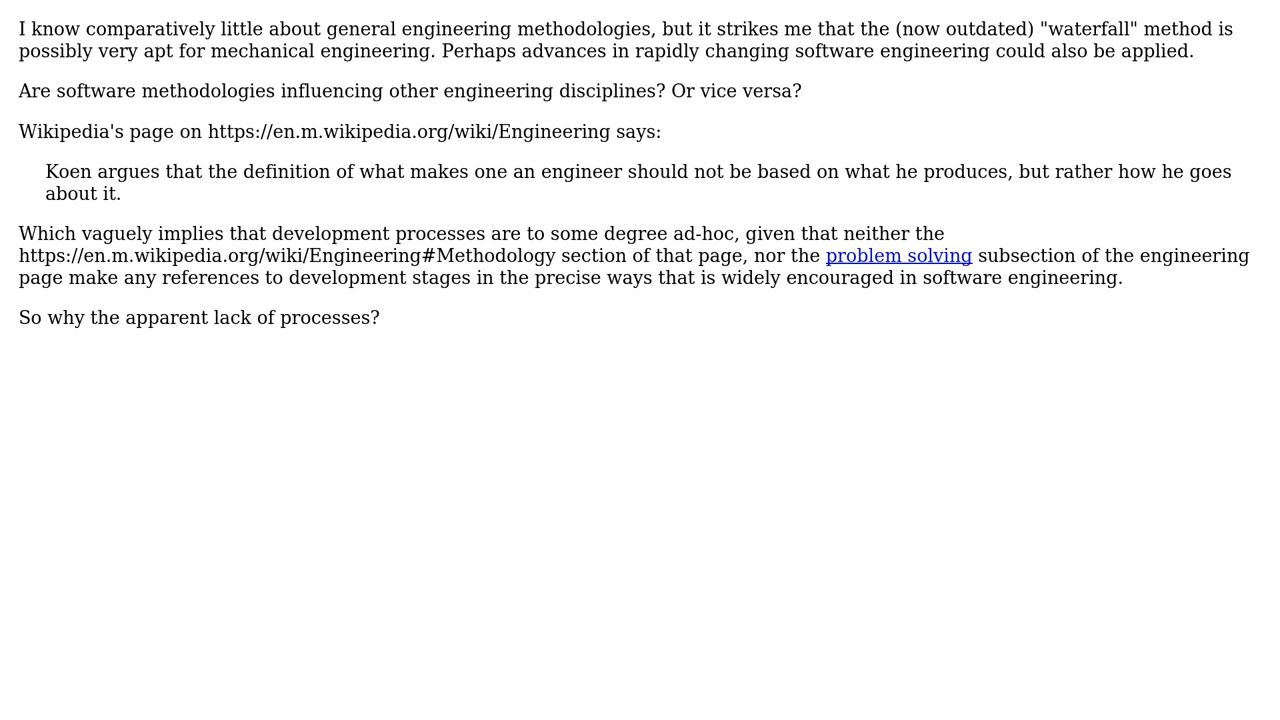 I know comparatively little about general engineering methodologies, but it strikes me that the (now outdated) "waterfall" method is
possibly very apt for mechanical engineering. Perhaps advances in rapidly changing software engineering could also be applied.
Are software methodologies influencing other engineering disciplines? Or vice versa?
Wikipedia's page on https://en.m.wikipedia.org/wiki/Engineering says:
Koen argues that the definition of what makes one an engineer should not be based on what he produces, but rather how he goes
about it.
Which vaguely implies that development processes are to some degree ad-hoc, given that neither the
https://en.m.wikipedia.org/wiki/Engineering#Methodology section of that page, nor the problem solving subsection of the engineering
page make any references to development stages in the precise ways that is widely encouraged in software engineering.
So why the apparent lack of processes?